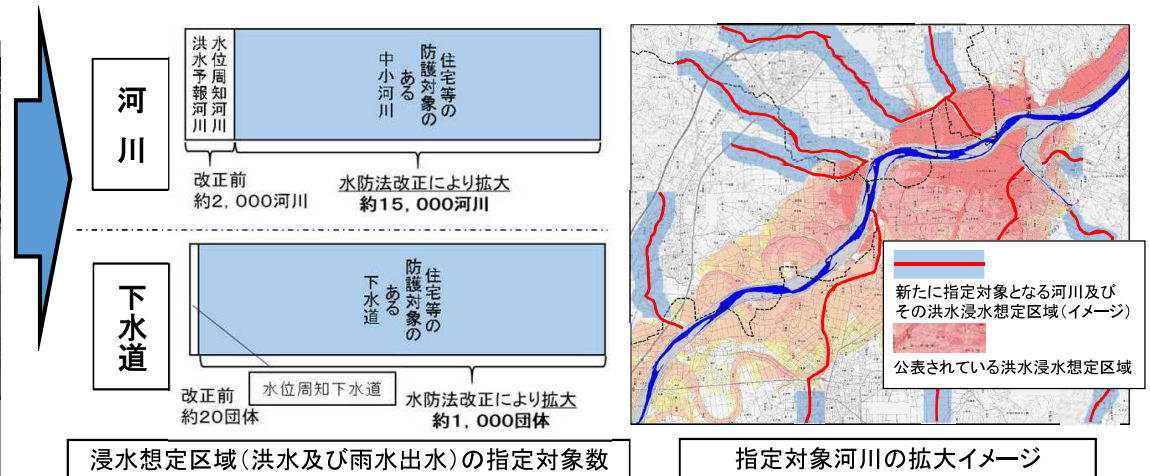 河川
洪水予報河川
水位周知河川
住宅等の
防護対象の
ある
中小河川
改正前
約2,000河川
水防法改正により拡大
約15,000河川
下水道
住宅等の
防護対象の
ある
下水道
水位周知下水道
改正前
約20団体
水防法改正により拡大
約1,000団体
浸水想定区域(洪水及び雨水出水)の指定対象数
新たに指定対象となる河川及び
その洪水浸水想定区域(イメージ)
公表されている洪水浸水想定区域
指定対象河川の拡大イメージ